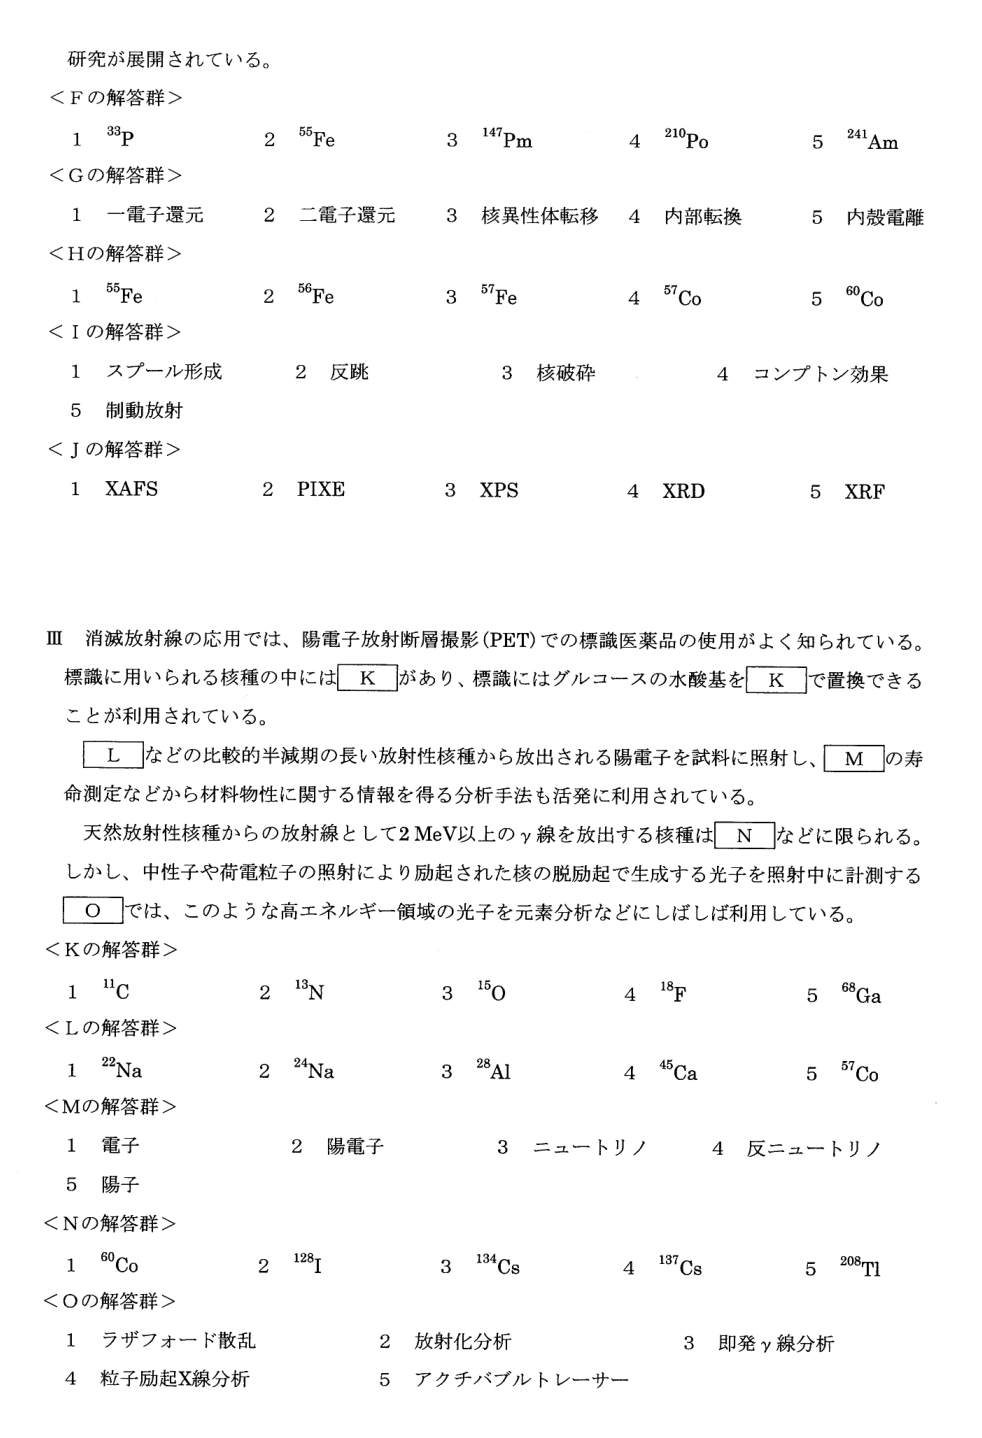 研究が展開されている。
＜Fの解答群＞
1 ³³P 2 ⁵⁵Fe 3 ¹⁴⁷Pm 4 ²¹⁰Po 5 ²⁴¹Am
＜Gの解答群＞
1 一電子還元 2 二電子還元 3 核異性体転移 4 内部転換 5 内殻電離
＜Hの解答群＞
1 ⁵⁵Fe 2 ⁵⁶Fe 3 ⁵⁷Fe 4 ⁵⁷Co 5 ⁶⁰Co
＜Iの解答群＞
1 スプール形成 2 反跳 3 核破砕 4 コンプトン効果
5 制動放射
＜Jの解答群＞
1 XAFS 2 PIXE 3 XPS 4 XRD 5 XRF
Ⅲ 消滅放射線の応用では、陽電子放射断層撮影(PET)での標識医薬品の使用がよく知られている。
標識に用いられる核種の中には K があり、標識にはグルコースの水酸基を K で置換できる
ことが利用されている。
L などの比較的半減期の長い放射性核種から放出される陽電子を試料に照射し、 M の寿
命測定などから材料物性に関する情報を得る分析手法も活発に利用されている。
天然放射性核種からの放射線として2 MeV以上のγ線を放出する核種は N などに限られる。
しかし、中性子や荷電粒子の照射により励起された核の脱励起で生成する光子を照射中に計測する
O では、このような高エネルギー領域の光子を元素分析などにしばしば利用している。
＜Kの解答群＞
1 ¹¹C 2 ¹³N 3 ¹⁵O 4 ¹⁸F 5 ⁶⁸Ga
＜Lの解答群＞
1 ²²Na 2 ²⁴Na 3 ²⁸Al 4 ⁴⁵Ca 5 ⁵⁷Co
＜Mの解答群＞
1 電子 2 陽電子 3 ニュートリノ 4 反ニュートリノ
5 陽子
＜Nの解答群＞
1 ⁶⁰Co 2 ¹²⁸I 3 ¹³⁴Cs 4 ¹³⁷Cs 5 ²⁰⁸Tl
＜Oの解答群＞
1 ラザフォード散乱 2 放射化分析 3 即発γ線分析
4 粒子励起X線分析 5 アクチバブルトレーサー